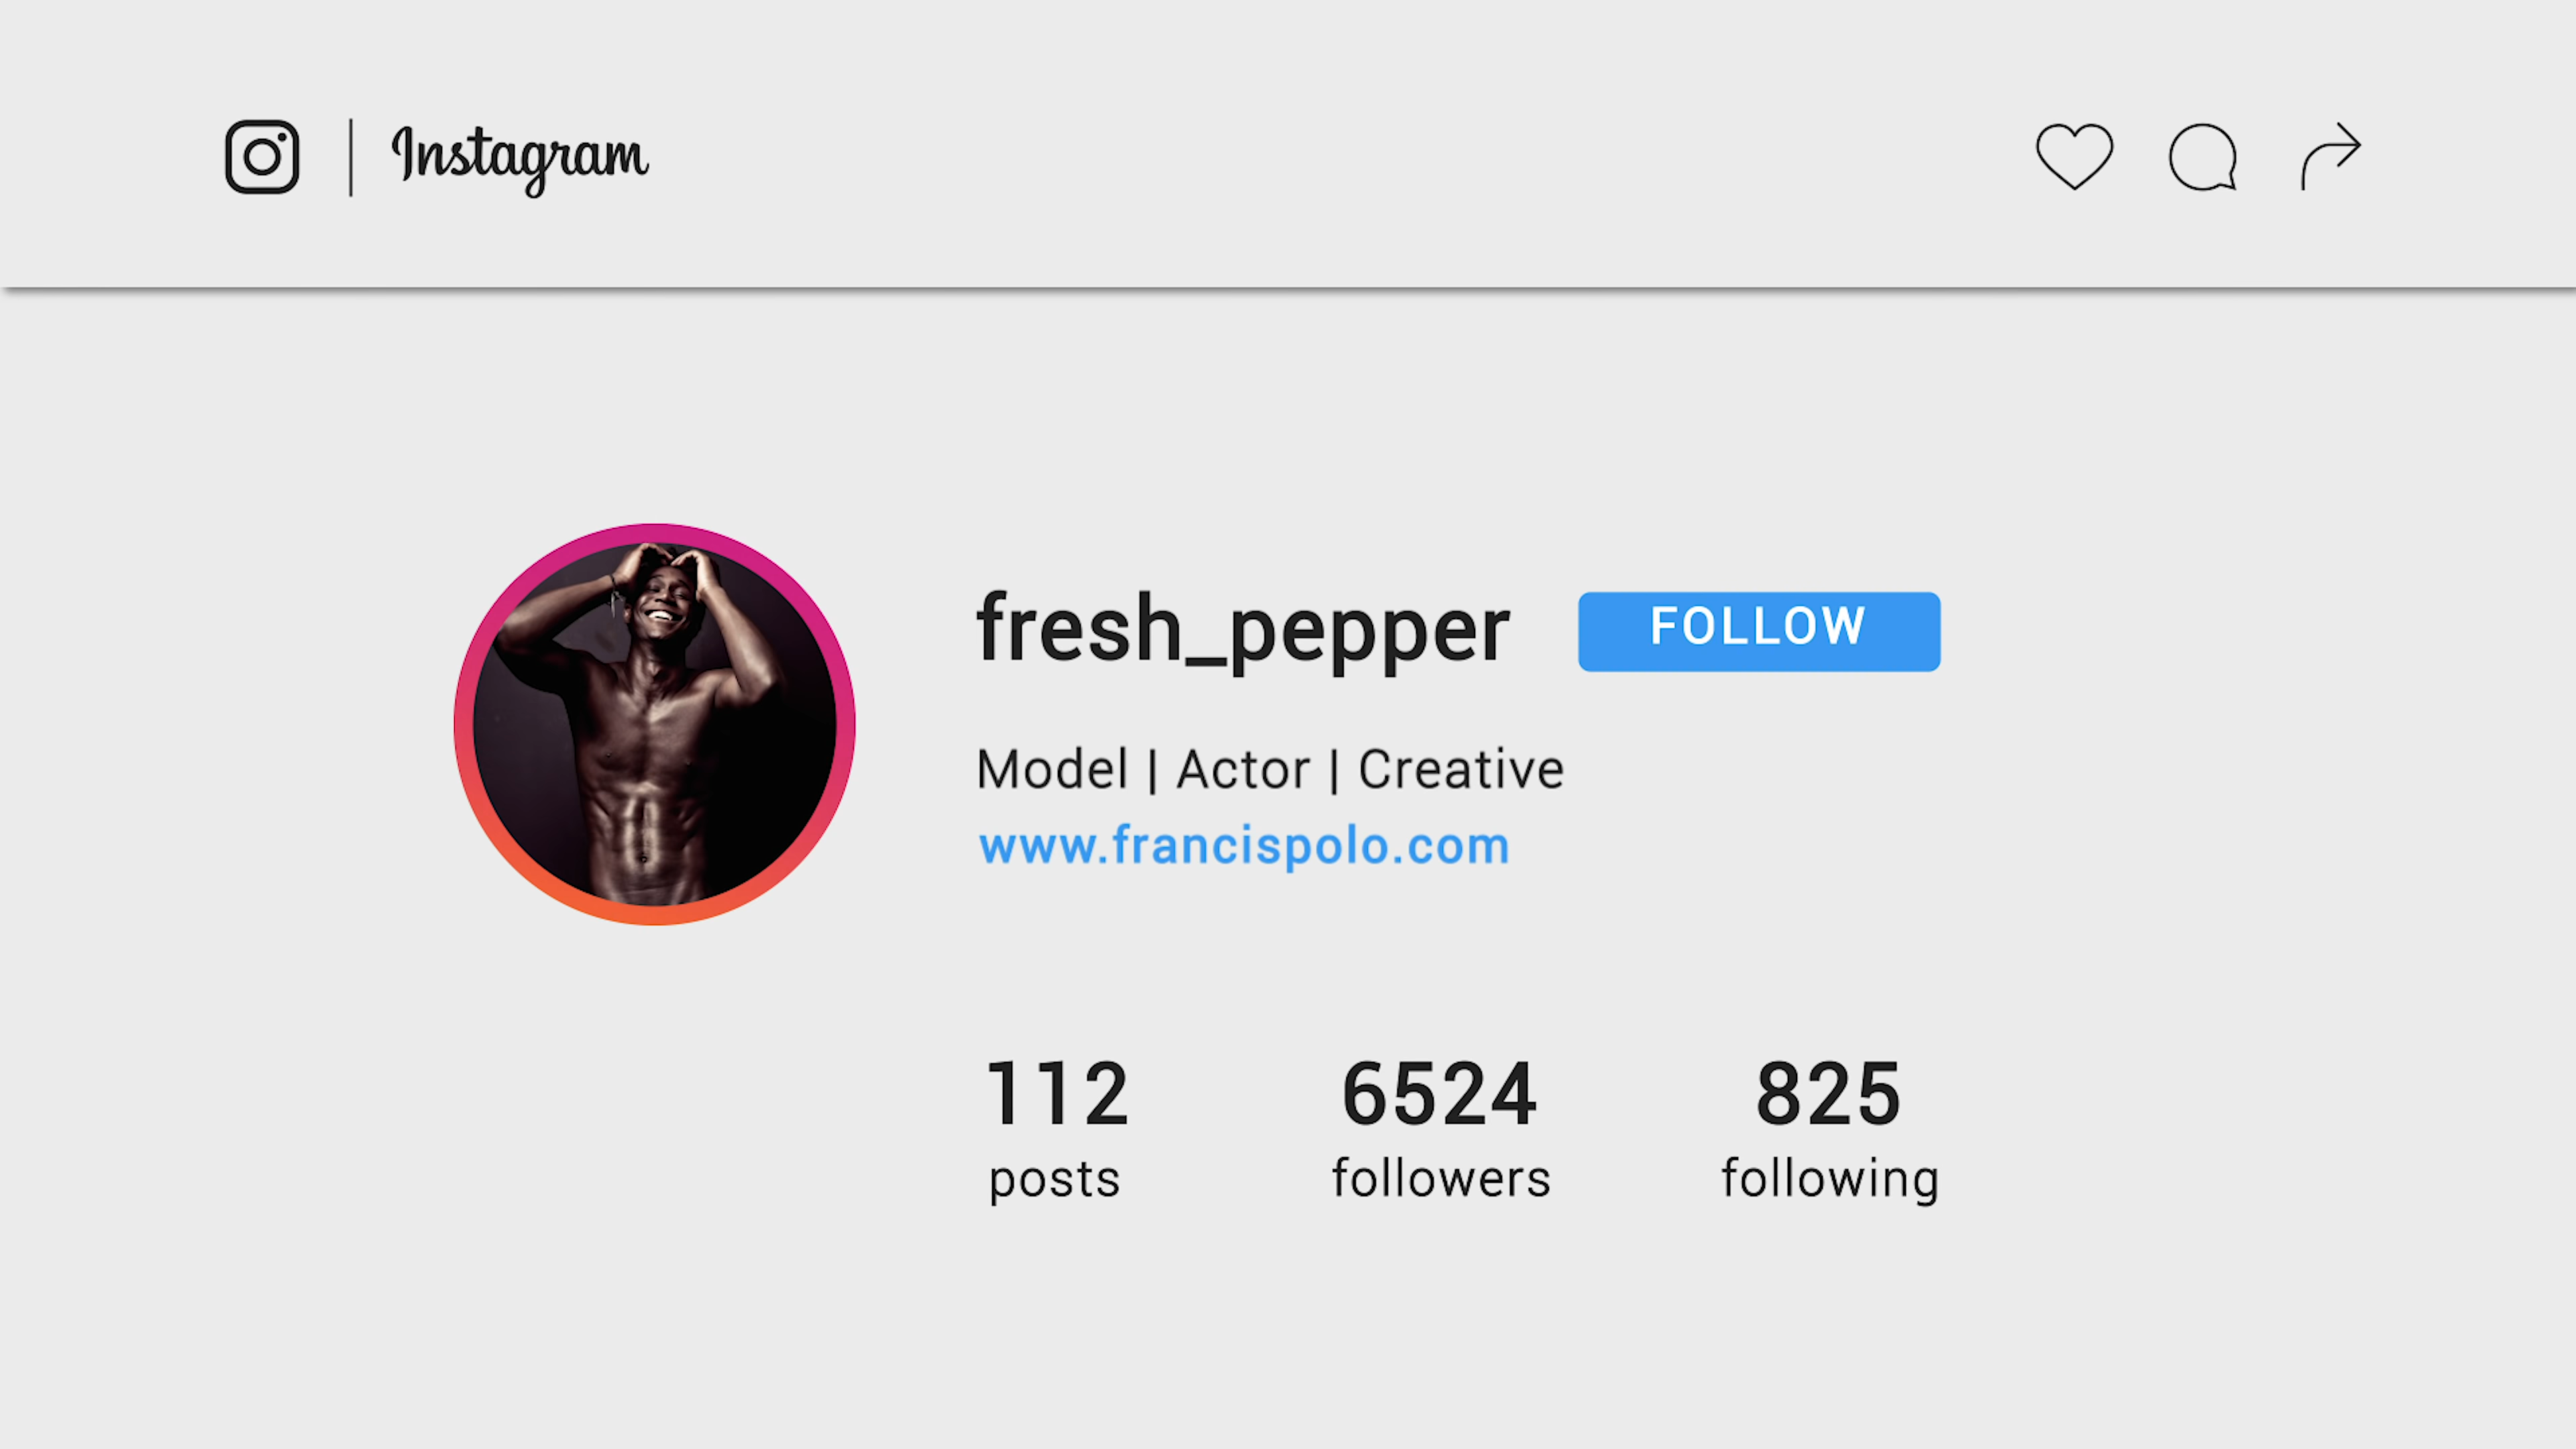 Instagram
fresh_pepper FOLLOW
Model | Actor | Creative
www.francispolo.com
112 6524 825
posts followers following